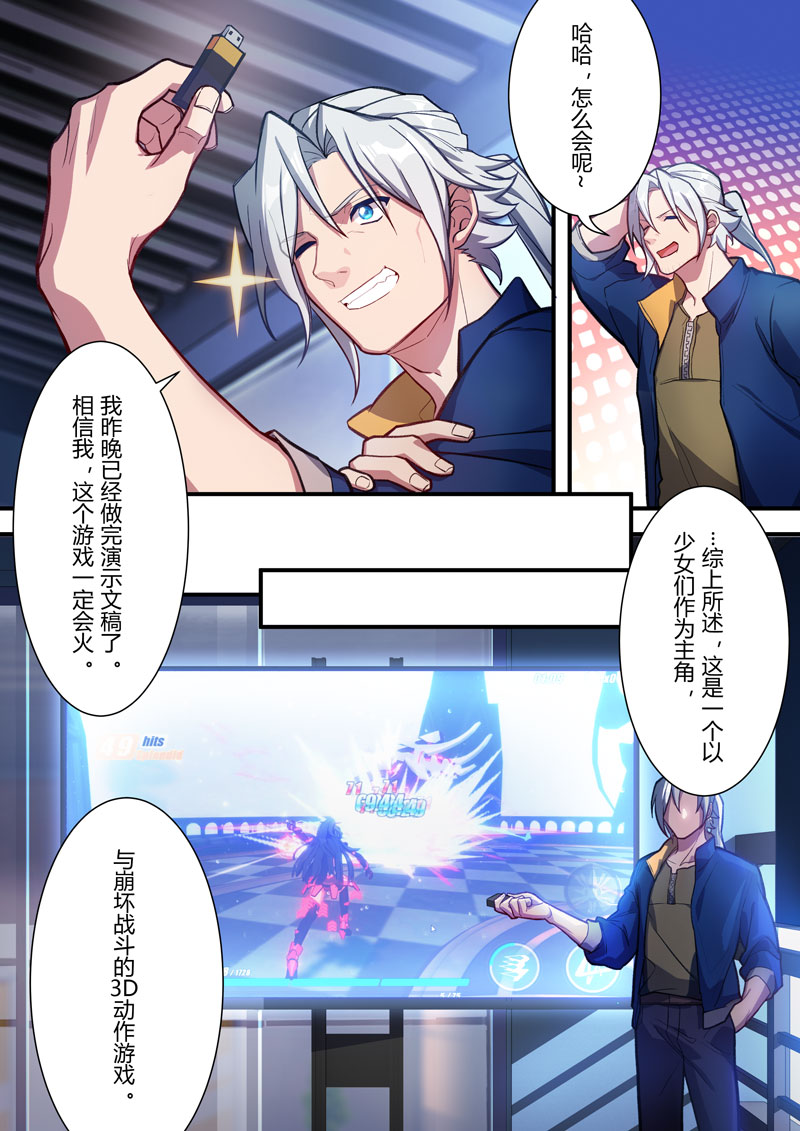 哈哈，怎么会呢~
我昨晚已经做完演示文稿了。
相信我，这个游戏一定会火。
…综上所述，这是一个以
少女们作为主角，
49 hits
splendid
与崩坏战斗的
3D动作游戏。